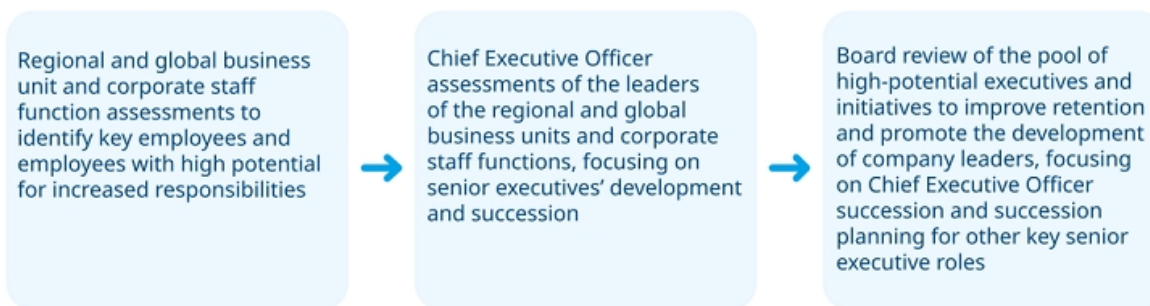 Regional and global business
unit and corporate staff
function assessments to
identify key employees and
employees with high potential
for increased responsibilities
Chief Executive Officer
assessments of the leaders
of the regional and global
business units and corporate
staff functions, focusing on
senior executives’ development
and succession
Board review of the pool of
high-potential executives and
initiatives to improve retention
and promote the development
of company leaders, focusing
on Chief Executive Officer
succession and succession
planning for other key senior
executive roles